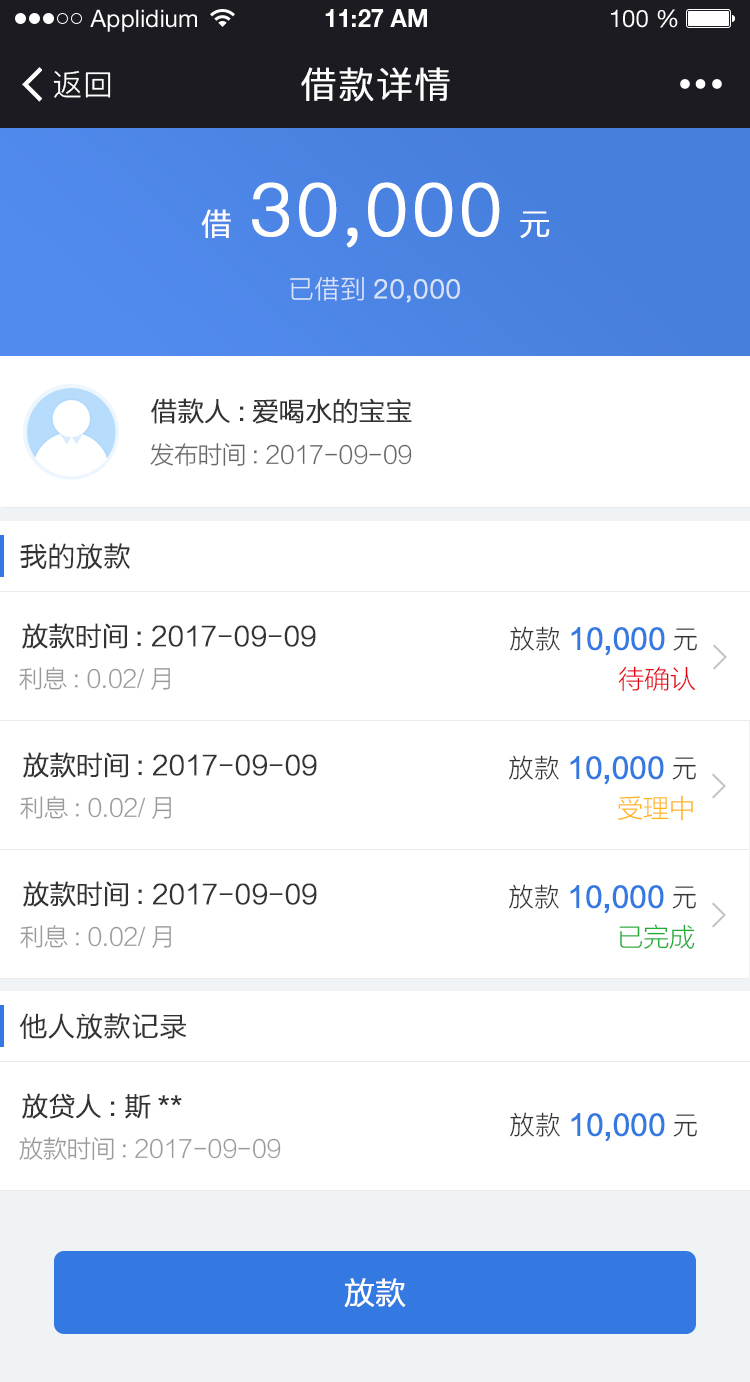 Applidium 11:27 AM 100 %
返回 借款详情
借 30,000 元
已借到 20,000
借款人 : 爱喝水的宝宝
发布时间 : 2017-09-09
我的放款
放款时间 : 2017-09-09 放款 10,000 元
利息 : 0.02/ 月 待确认
放款时间 : 2017-09-09 放款 10,000 元
利息 : 0.02/ 月 受理中
放款时间 : 2017-09-09 放款 10,000 元
利息 : 0.02/ 月 已完成
他人放款记录
放贷人 : 斯 ** 放款 10,000 元
放款时间 : 2017-09-09
放款